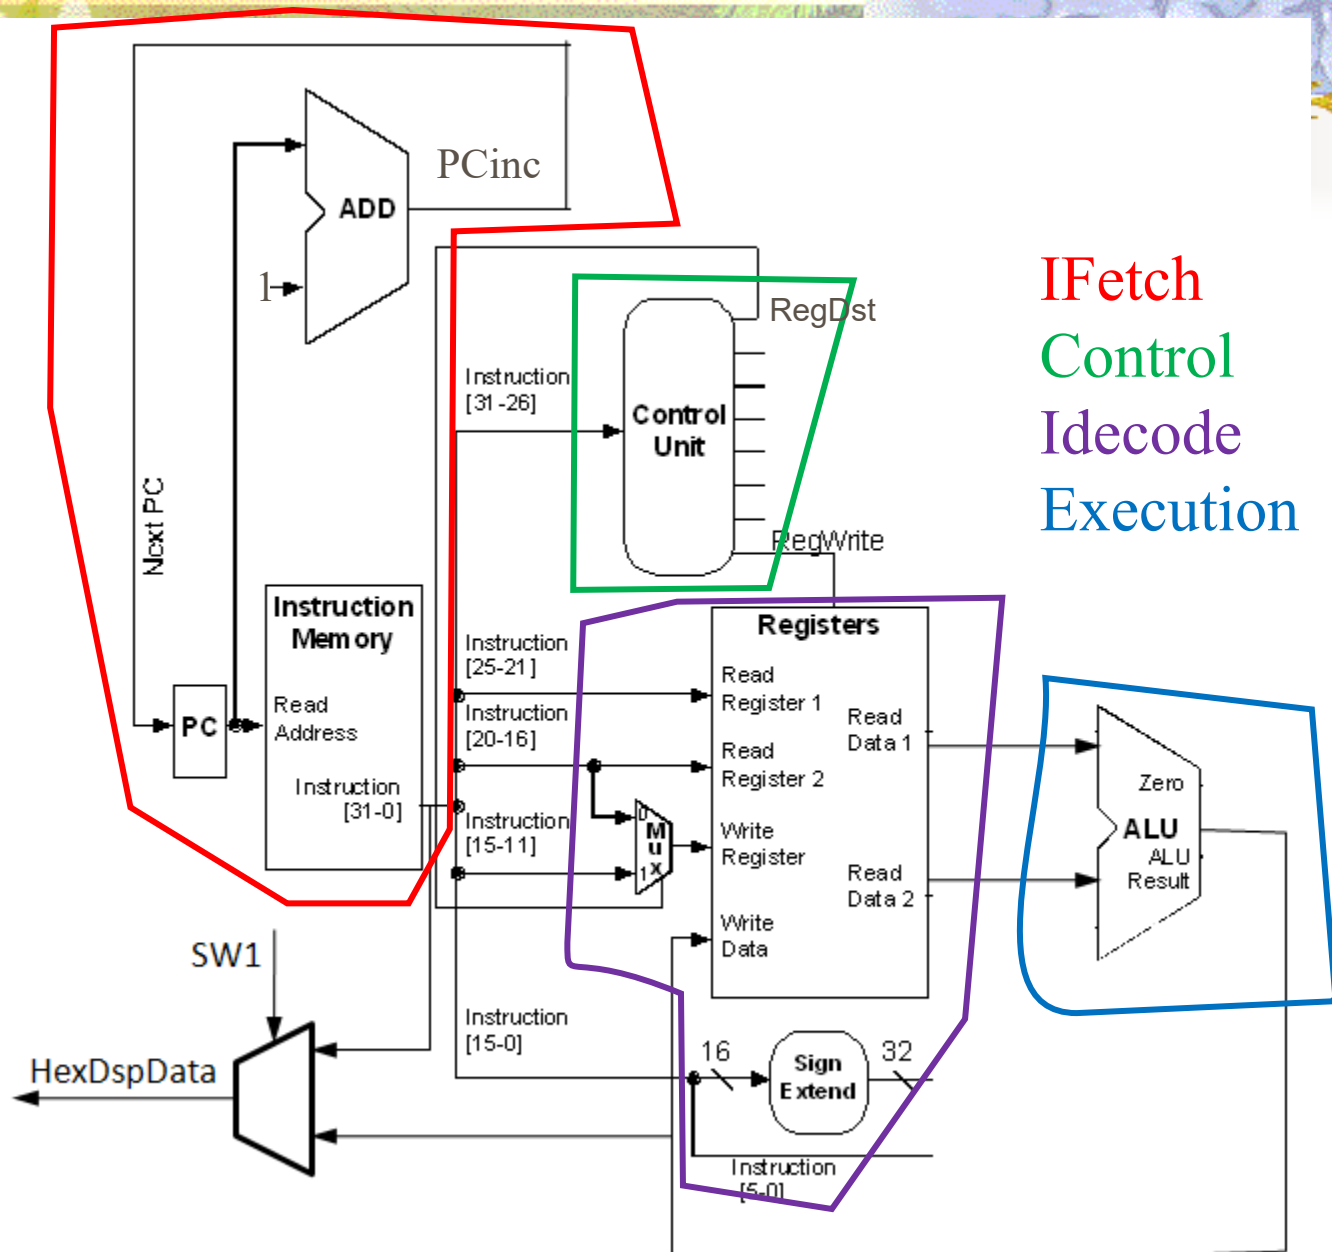 PCinc
ADD
1
IFetch
Control
Idecode
Execution
RegDst
Instruction
[31-26]
Control
Unit
Next PC
RegWrite
Instruction
Memory
Read
Address
Instruction
[31-0]
PC
Instruction
[25-21]
Instruction
[20-16]
Instruction
[15-11]
0
Mux
1
Registers
Read
Register 1
Read
Register 2
Write
Register
Write
Data
Read
Data 1
Read
Data 2
Zero
ALU
ALU
Result
SW1
HexDspData
Instruction
[15-0]
16
Sign
Extend
32
Instruction
[5-0]